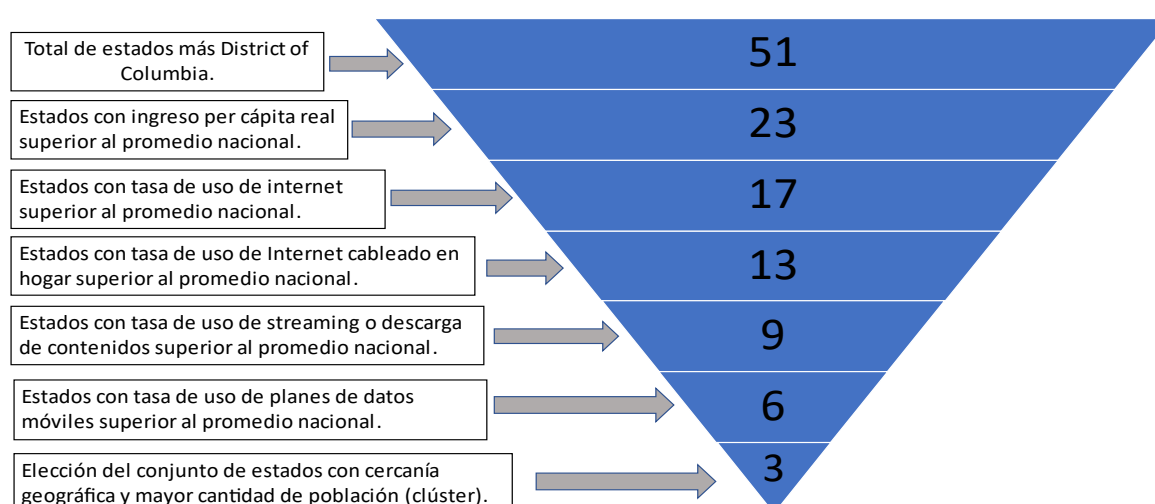 Total de estados más District of
Columbia.
51
Estados con ingreso per cápita real
superior al promedio nacional.
23
Estados con tasa de uso de internet
superior al promedio nacional.
17
Estados con tasa de uso de Internet cableado en
hogar superior al promedio nacional.
13
Estados con tasa de uso de streaming o descarga
de contenidos superior al promedio nacional.
9
Estados con tasa de uso de planes de datos
móviles superior al promedio nacional.
6
Elección del conjunto de estados con cercanía
geográfica y mayor cantidad de población (clúster).
3